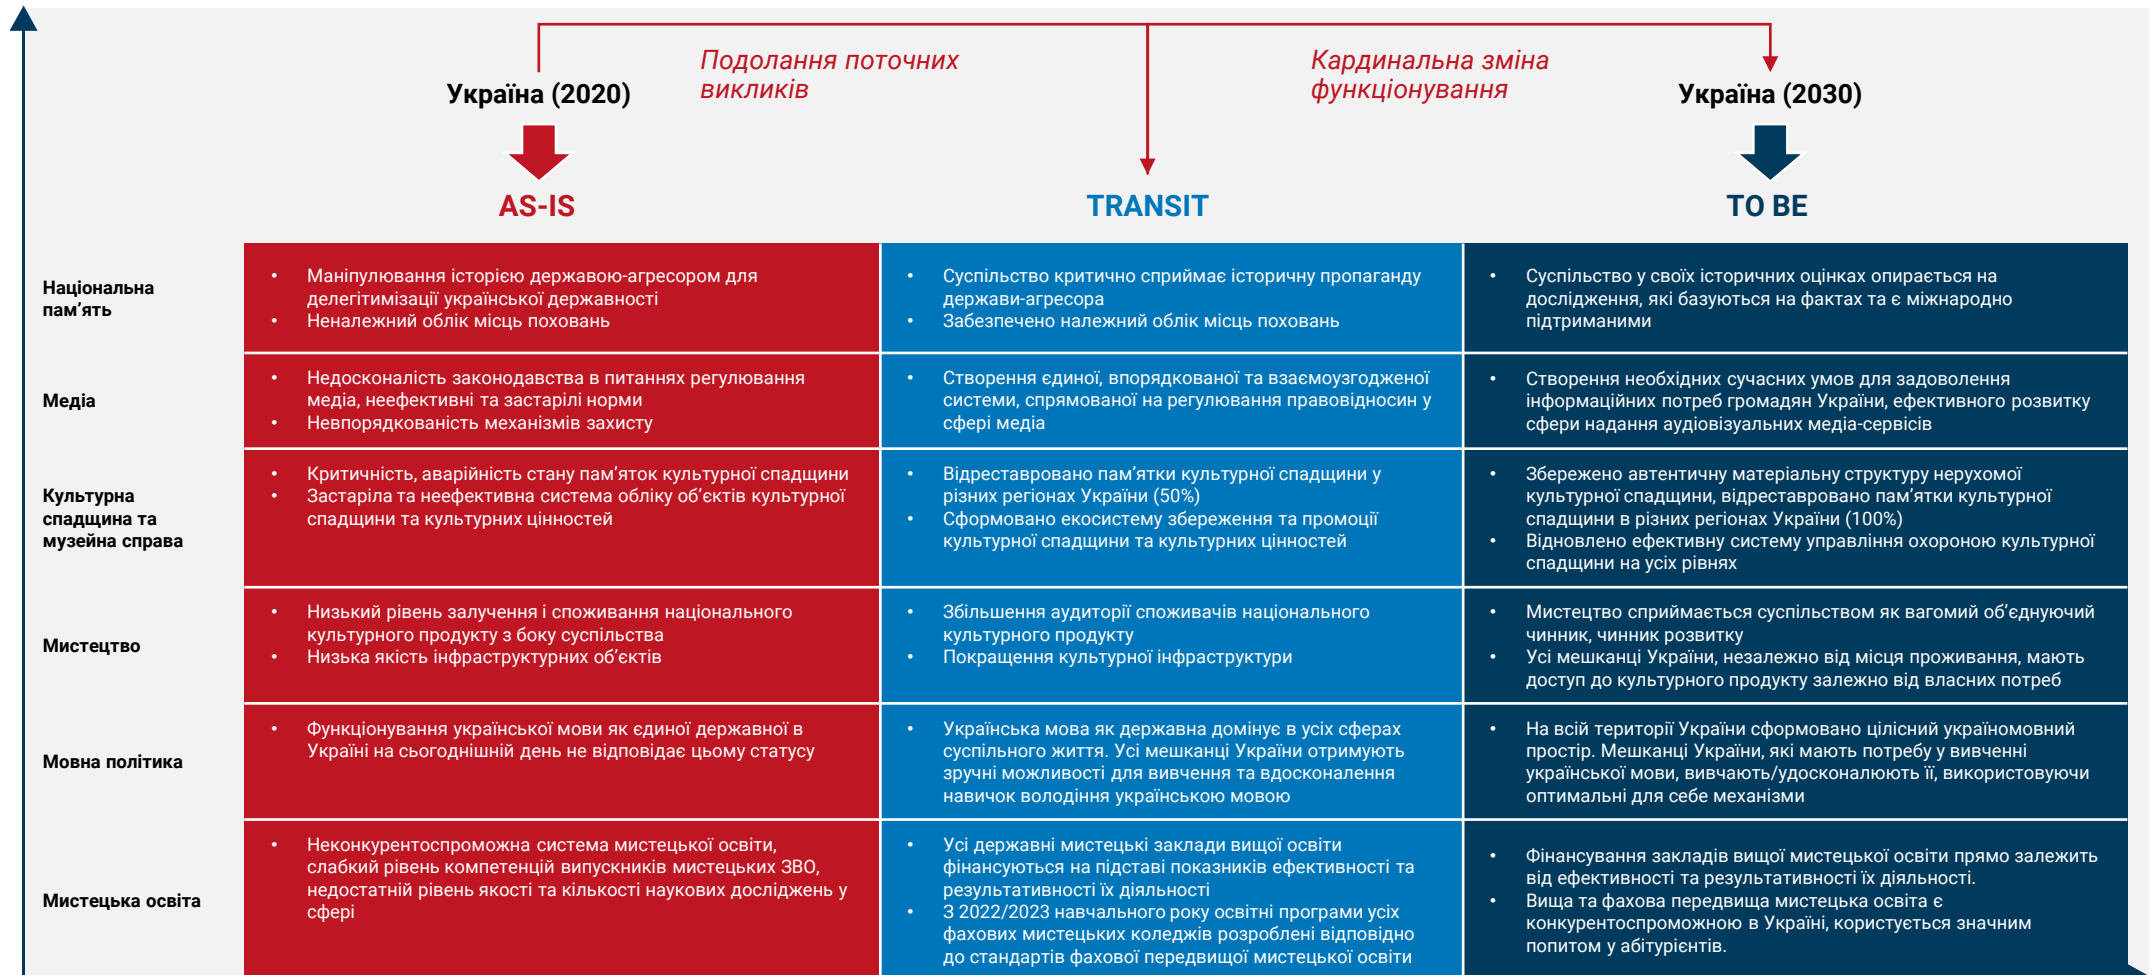 Подолання поточних
викликів
Кардинальна зміна
функціонування
Україна (2020)
Україна (2030)
AS-IS
TRANSIT
TO BE
Національна
пам’ять
• Маніпулювання історією державою-агресором для
делегітимізації української державності
• Неналежний облік місць поховань
• Суспільство критично сприймає історичну пропаганду
держави-агресора
• Забезпечено належний облік місць поховань
• Суспільство у своїх історичних оцінках опирається на
дослідження, які базуються на фактах та є міжнародно
підтриманими
Медіа
• Недосконалість законодавства в питаннях регулювання
медіа, неефективні та застарілі норми
• Невпорядкованість механізмів захисту
• Створення єдиної, впорядкованої та взаємоузгодженої
системи, спрямованої на регулювання правовідносин у
сфері медіа
• Створення необхідних сучасних умов для задоволення
інформаційних потреб громадян України, ефективного розвитку
сфери надання аудіовізуальних медіа-сервісів
Культурна
спадщина та
музейна справа
• Критичність, аварійність стану пам’яток культурної спадщини
• Застаріла та неефективна система обліку об’єктів культурної
спадщини та культурних цінностей
• Відреставровано пам’ятки культурної спадщини у
різних регіонах України (50%)
• Сформовано екосистему збереження та промоції
культурної спадщини та культурних цінностей
• Збережено автентичну матеріальну структуру нерухомої
культурної спадщини, відреставровано пам’ятки культурної
спадщини в різних регіонах України (100%)
• Відновлено ефективну систему управління охороною культурної
спадщини на усіх рівнях
Мистецтво
• Низький рівень залучення і споживання національного
культурного продукту з боку суспільства
• Низька якість інфраструктурних об’єктів
• Збільшення аудиторії споживачів національного
культурного продукту
• Покращення культурної інфраструктури
• Мистецтво сприймається суспільством як вагомий об’єднуючий
чинник, чинник розвитку
• Усі мешканці України, незалежно від місця проживання, мають
доступ до культурного продукту залежно від власних потреб
Мовна політика
• Функціонування української мови як єдиної державної в
Україні на сьогоднішній день не відповідає цьому статусу
• Українська мова як державна домінує в усіх сферах
суспільного життя. Усі мешканці України отримують
зручні можливості для вивчення та вдосконалення
навичок володіння українською мовою
• На всій території України сформовано цілісний україномовний
простір. Мешканці України, які мають потребу у вивченні
української мови, вивчають/удосконалюють її, використовуючи
оптимальні для себе механізми
Мистецька освіта
• Неконкурентоспроможна система мистецької освіти,
слабкий рівень компетенцій випускників мистецьких ЗВО,
недостатній рівень якості та кількості наукових досліджень у
сфері
• Усі державні мистецькі заклади вищої освіти
фінансуються на підставі показників ефективності та
результативності їх діяльності
• З 2022/2023 навчального року освітні програми усіх
фахових мистецьких коледжів розроблені відповідно
до стандартів фахової передвищої мистецької освіти
• Фінансування закладів вищої мистецької освіти прямо залежить
від ефективності та результативності їх діяльності.
• Вища та фахова передвища мистецька освіта є
конкурентоспроможною в Україні, користується значним
попитом у абітурієнтів.